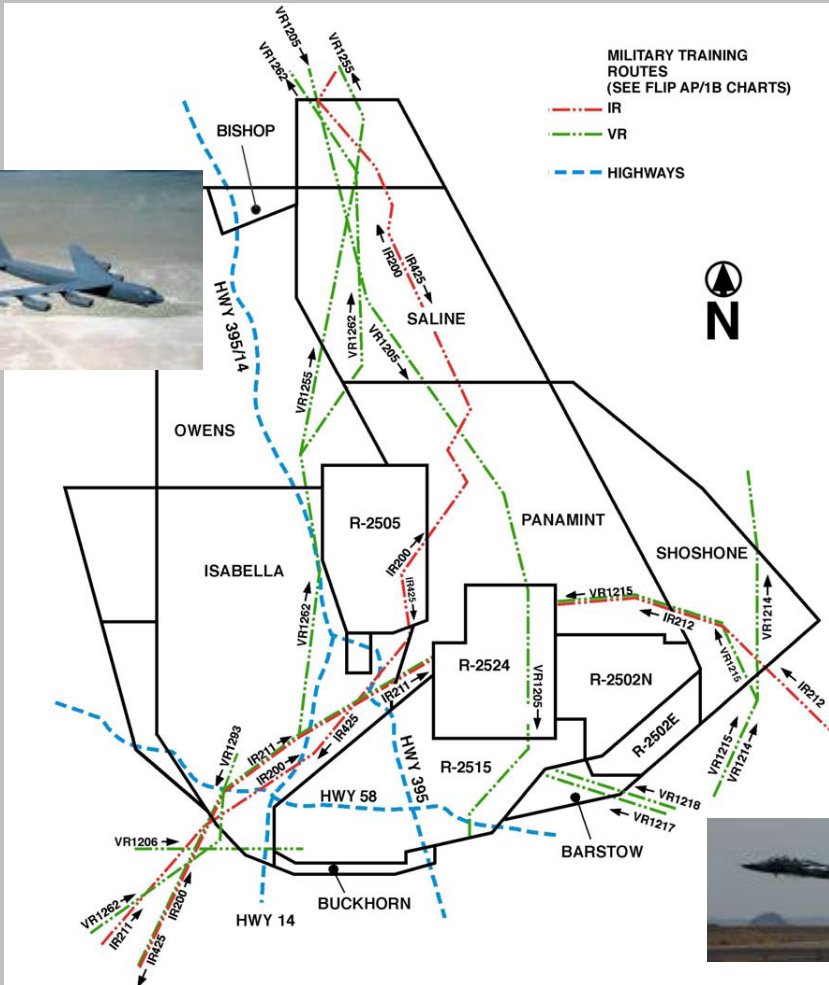 VR1205
VR1262
VR1255
MILITARY TRAINING
ROUTES
(SEE FLIP AP/1B CHARTS)
IR
VR
HIGHWAYS
BISHOP
N
IR200
IR425
SALINE
HWY 395/14
VR1262
VR1205
VR1255
OWENS
R-2505
PANAMINT
SHOSHONE
ISABELLA
IR200
IR425
VR1262
VR1215
IR212
VR1214
VR1215
IR212
R-2524
VR1205
R-2502N
R-2502E
IR211
IR425
VR1293
IR211
IR200
R-2515
HWY 395
HWY 58
VR1215
VR1214
VR1218
VR1217
BARSTOW
VR1206
BUCKHORN
HWY 14
VR1262
IR211
IR200
IR425